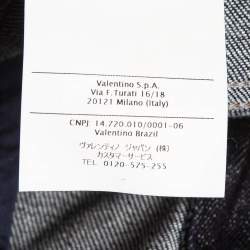 Valentino S.p.A.
Via F.Turati 16/18
20121 Milano (Italy)
CNPJ 14.720.010/0001-06
Valentino Brazil
ヴァレンティノ ジャパン (株)
カスタマーサービス
TEL. 0120-575-255